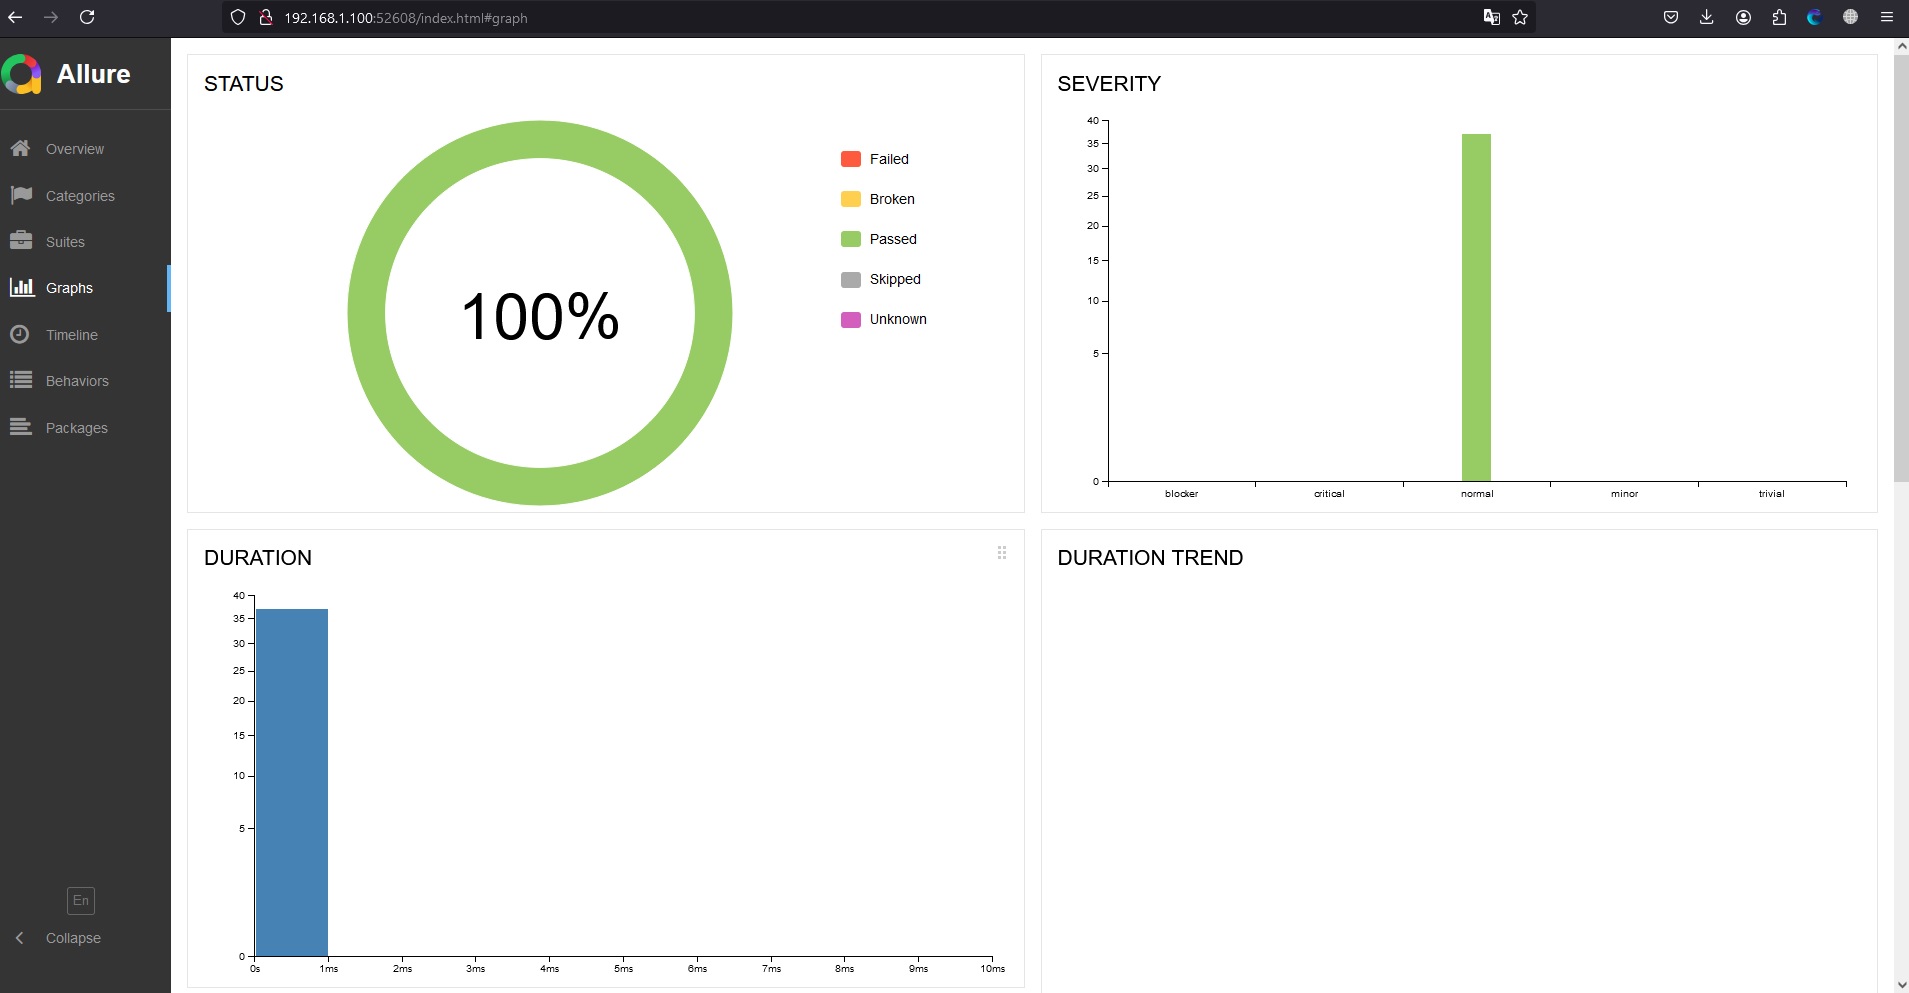 192.168.1.100:52608/index.html#graph
Allure
Overview
Categories
Suites
Graphs
Timeline
Behaviors
Packages
En
Collapse
STATUS
100%
Failed
Broken
Passed
Skipped
Unknown
SEVERITY
40
35
30
25
20
15
10
5
0
blocker critical normal minor trivial
DURATION
40
35
30
25
20
15
10
5
0
0s 1ms 2ms 3ms 4ms 5ms 6ms 7ms 8ms 9ms 10ms
DURATION TREND